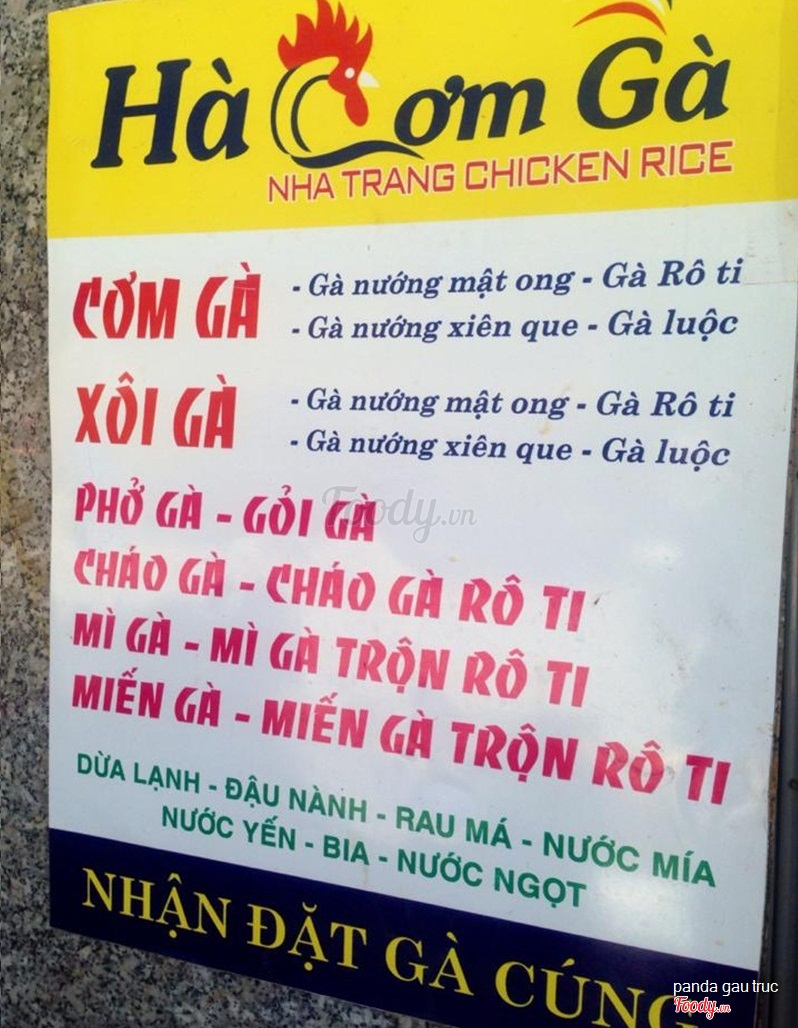 Hà Cơm Gà
NHA TRANG CHICKEN RICE
CƠM GÀ
- Gà nướng mật ong - Gà Rô ti
- Gà nướng xiên que - Gà luộc
XÔI GÀ
- Gà nướng mật ong - Gà Rô ti
- Gà nướng xiên que - Gà luộc
Foody.vn
PHỞ GÀ - GỎI GÀ
CHÁO GÀ - CHÁO GÀ RÔ TI
MÌ GÀ - MÌ GÀ TRỘN RÔ TI
MIẾN GÀ - MIẾN GÀ TRỘN RÔ TI
DỪA LẠNH - ĐẬU NÀNH - RAU MÁ - NƯỚC MÍA
NƯỚC YẾN - BIA - NƯỚC NGỌT
NHẬN ĐẶT GÀ CÚNG
panda gau truc
Foody.vn